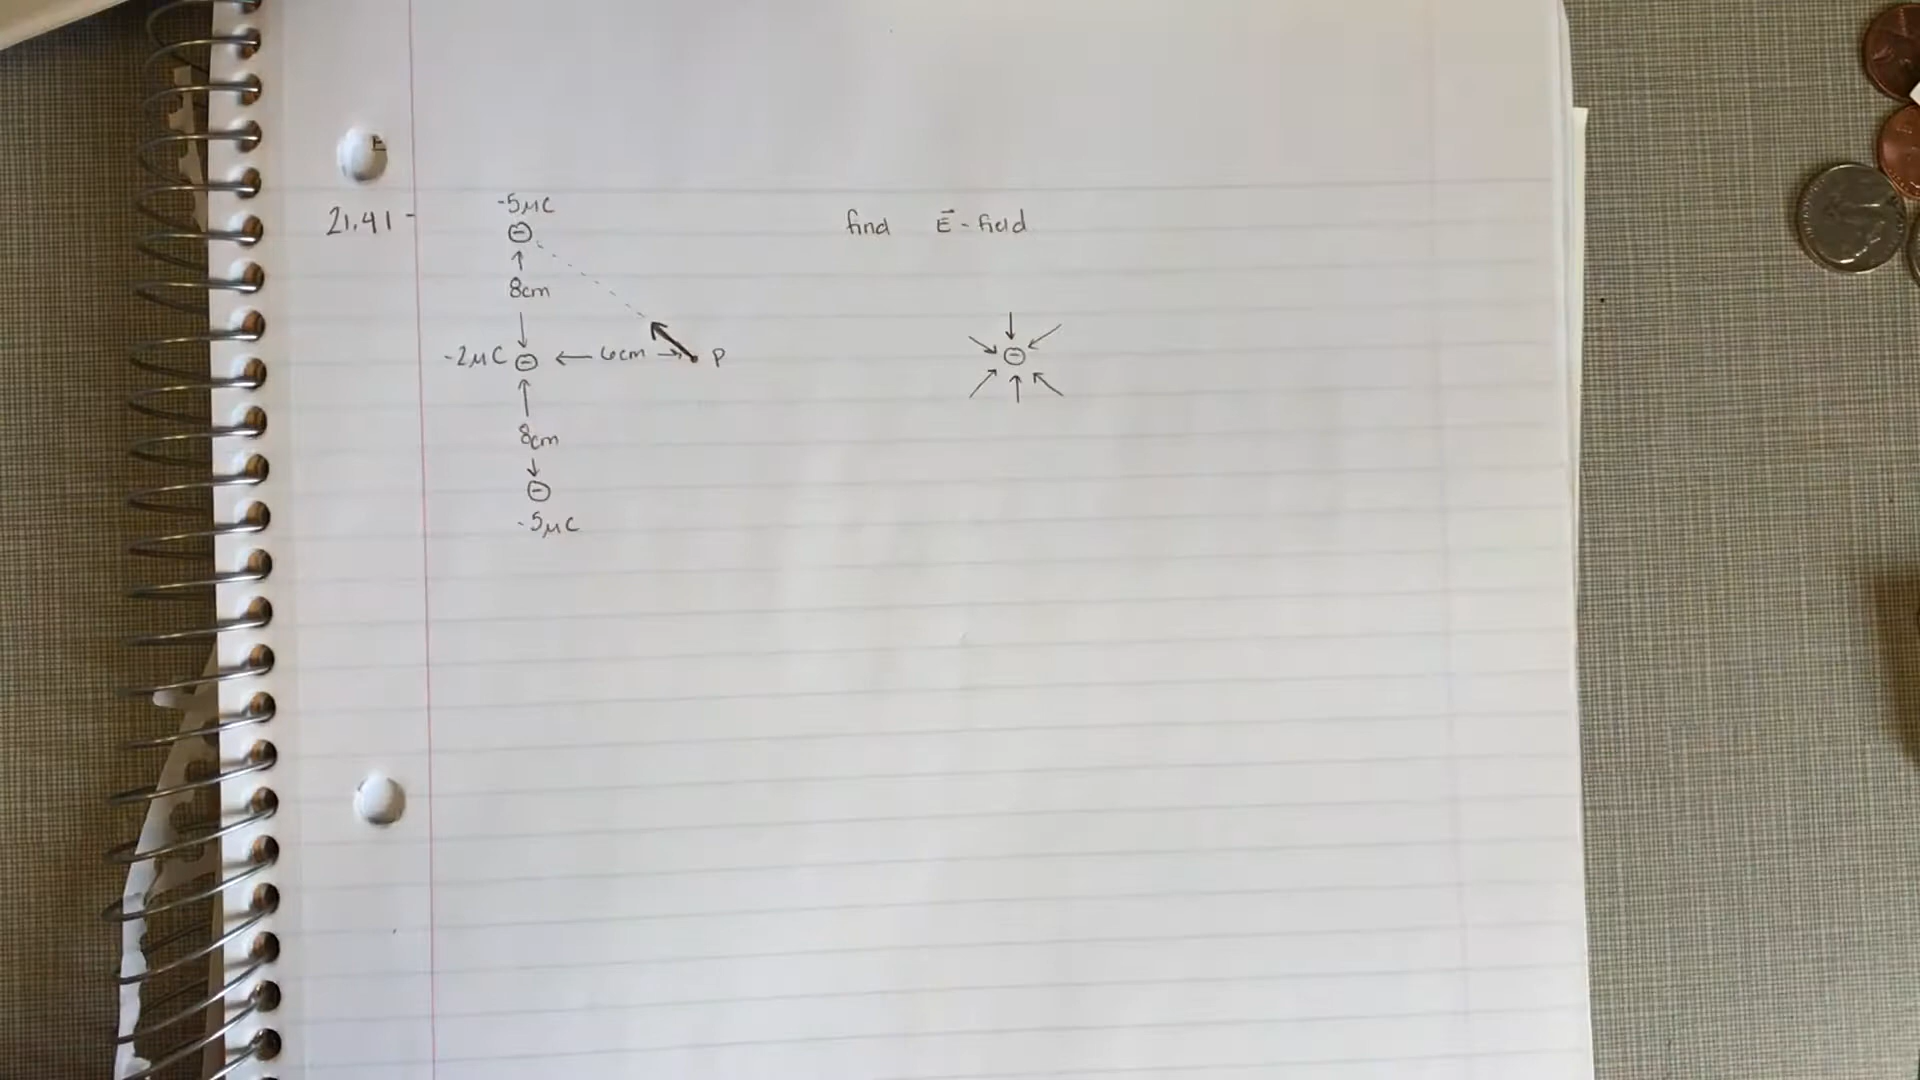 E
21.41 - -5μC find E⃗-field
⊖
8cm
-2μC ⊖ ← 6cm → P ⊖
8cm
⊖
-5μC